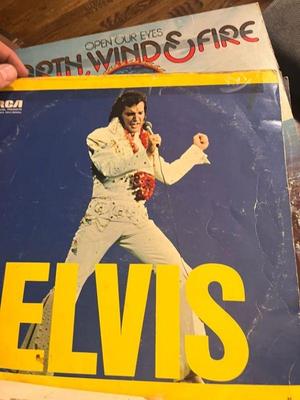 OPEN OUR EYES
RTH, WIND & FIRE
RCA
ELVIS